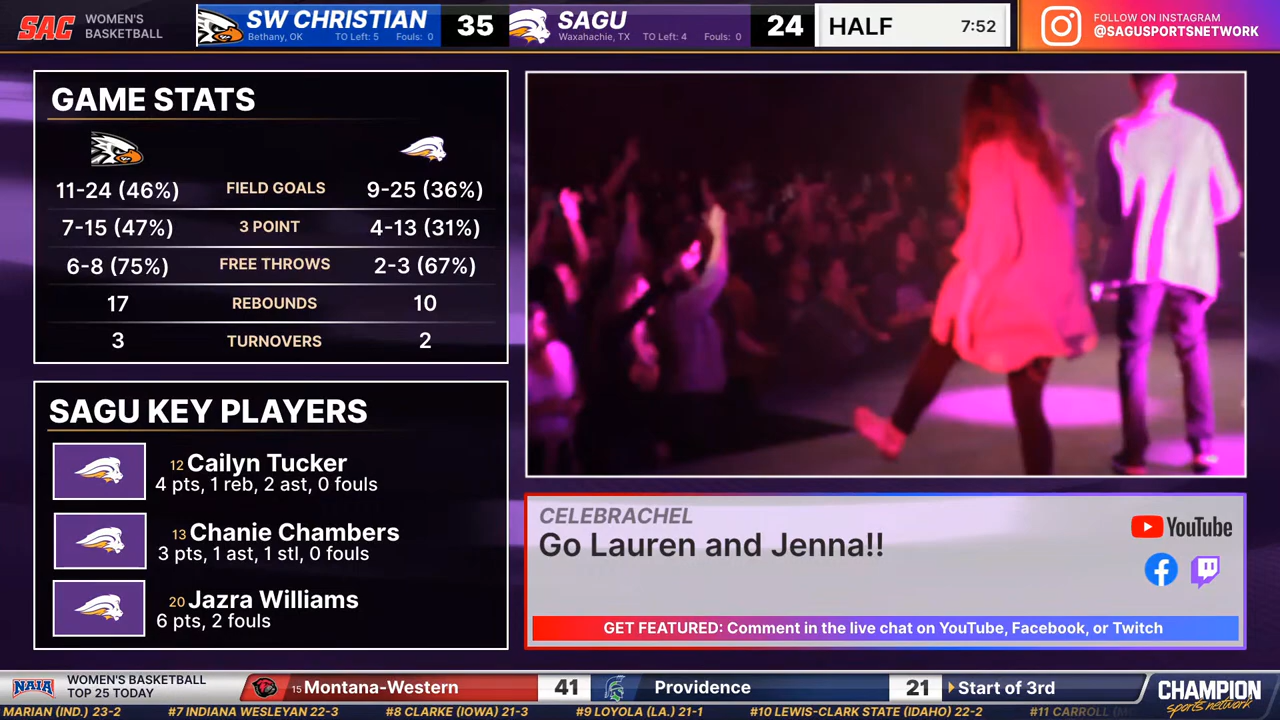 SAC
WOMEN'S
BASKETBALL
SW CHRISTIAN
Bethany, OK TO Left: 5 Fouls: 0
35
SAGU
Waxahachie, TX TO Left: 4 Fouls: 0
24
HALF 7:52
FOLLOW ON INSTAGRAM
@SAGUSPORTSNETWORK
GAME STATS
11-24 (46%) FIELD GOALS 9-25 (36%)
7-15 (47%) 3 POINT 4-13 (31%)
6-8 (75%) FREE THROWS 2-3 (67%)
17 REBOUNDS 10
3 TURNOVERS 2
SAGU KEY PLAYERS
12 Cailyn Tucker
4 pts, 1 reb, 2 ast, 0 fouls
13 Chanie Chambers
3 pts, 1 ast, 1 stl, 0 fouls
20 Jazra Williams
6 pts, 2 fouls
CELEBRACHEL
Go Lauren and Jenna!!
YouTube
GET FEATURED: Comment in the live chat on YouTube, Facebook, or Twitch
NAIA
WOMEN'S BASKETBALL
TOP 25 TODAY
15 Montana-Western 41 Providence 21 Start of 3rd
CHAMPION
sports network
MARIAN (IND.) 23-2 #7 INDIANA WESLEYAN 22-3 #8 CLARKE (IOWA) 21-3 #9 LOYOLA (LA.) 21-1 #10 LEWIS-CLARK STATE (IDAHO) 22-2 #11 CARROLL